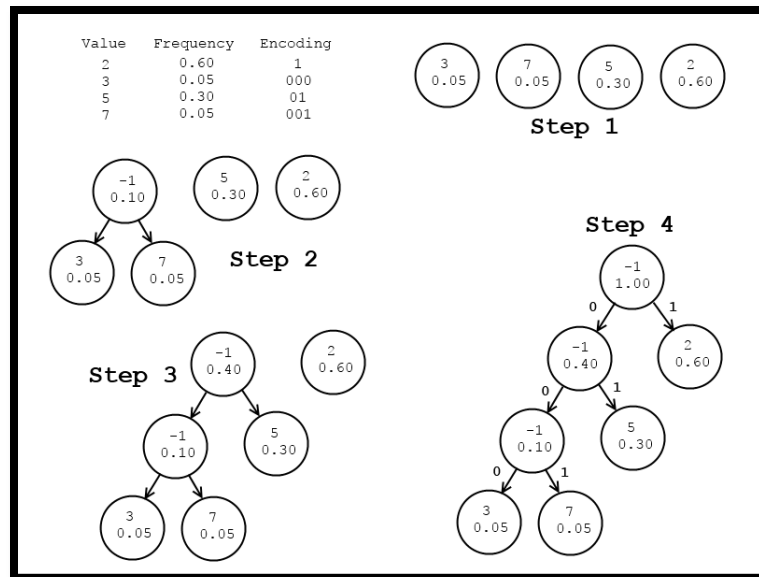 Value Frequency Encoding
2 0.60 1
3 0.05 000
5 0.30 01
7 0.05 001
3 7 5 2
0.05 0.05 0.30 0.60
Step 1
-1 5 2
0.10 0.30 0.60
3 7
0.05 0.05
Step 2
-1 2
0.40 0.60
Step 3
-1 5
0.10 0.30
3 7
0.05 0.05
Step 4
-1
1.00
0 1
-1 2
0.40 0.60
0 1
-1 5
0.10 0.30
0 1
3 7
0.05 0.05